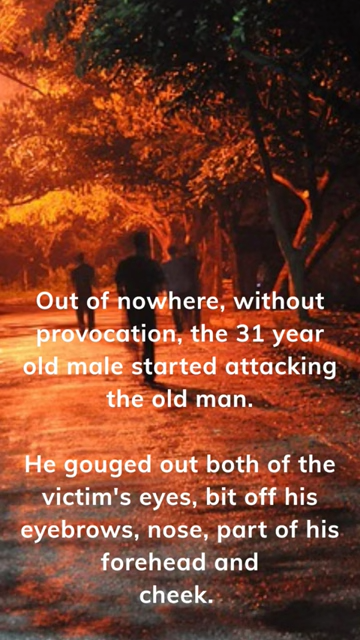 Out of nowhere, without
provocation, the 31 year
old male started attacking
the old man.
He gouged out both of the
victim's eyes, bit off his
eyebrows, nose, part of his
forehead and
cheek.